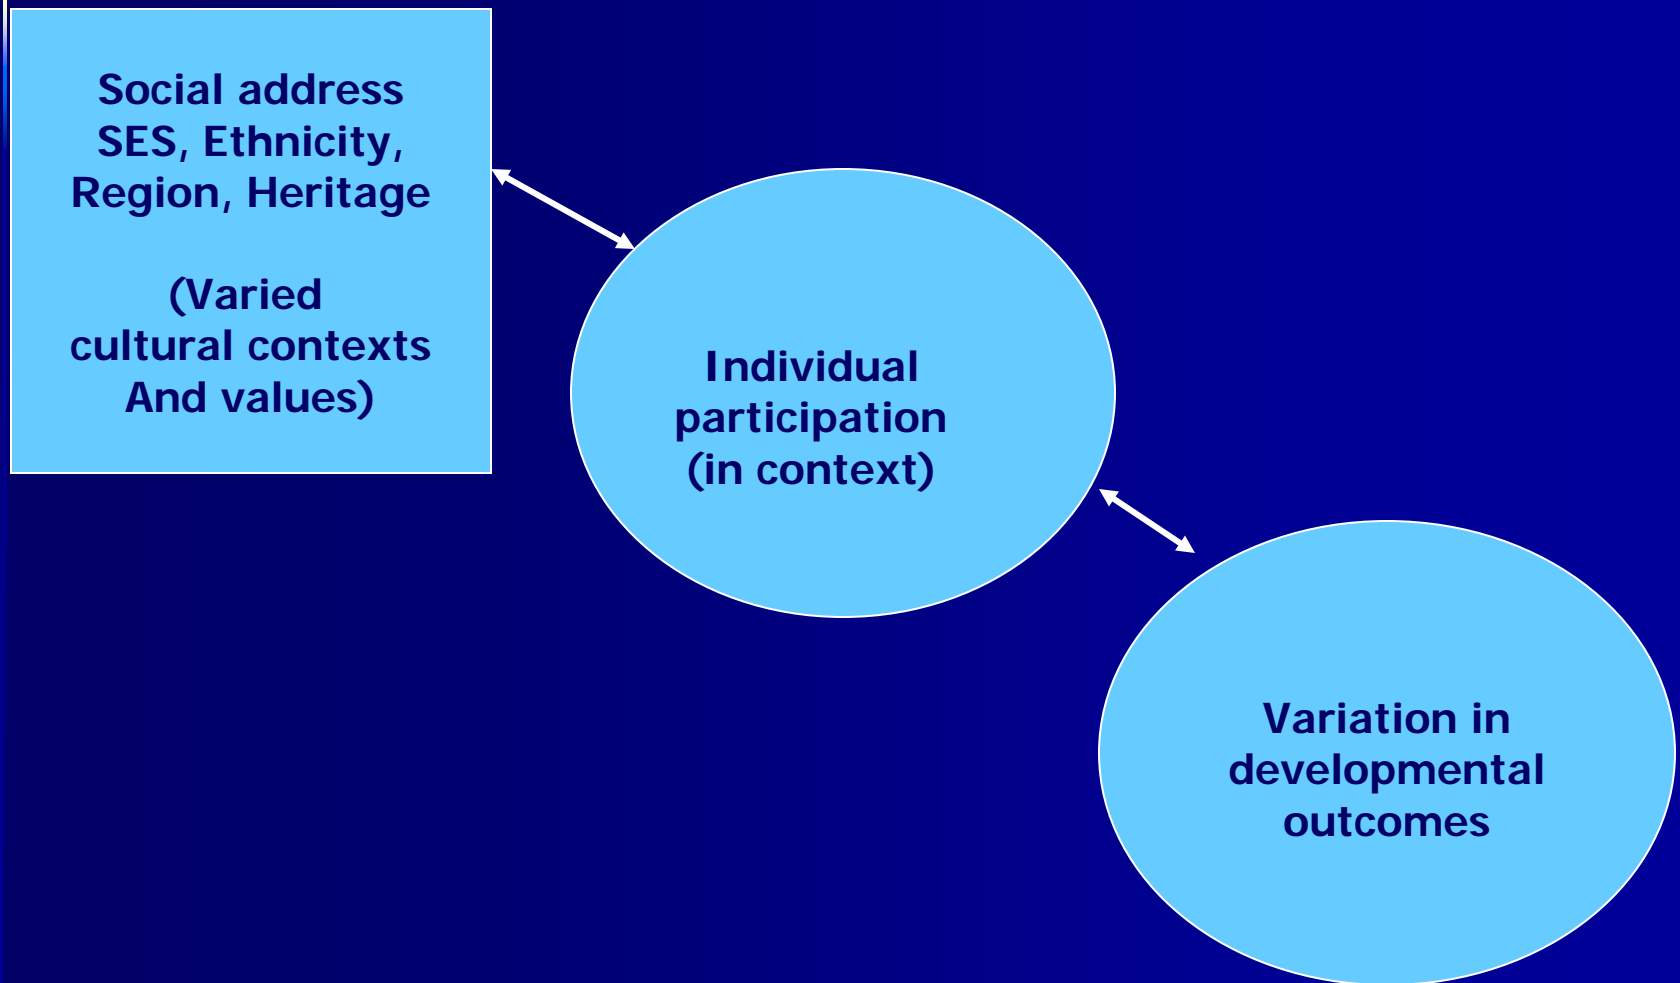 Social address
SES, Ethnicity,
Region, Heritage
(Varied
cultural contexts
And values)
Individual
participation
(in context)
Variation in
developmental
outcomes